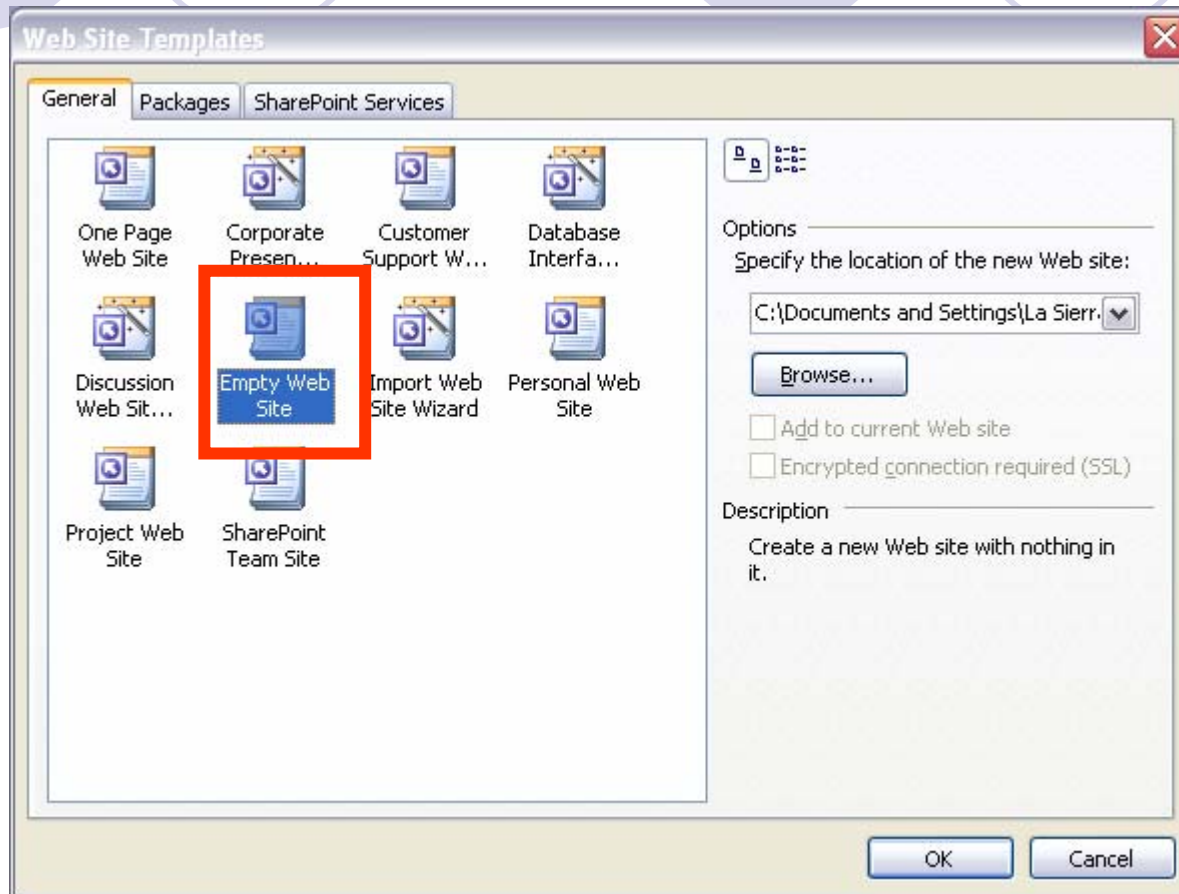 Web Site Templates
General Packages SharePoint Services
One Page
Web Site
Corporate
Presen...
Customer
Support W...
Database
Interfa...
Discussion
Web Sit...
Empty Web
Site
Import Web
Site Wizard
Personal Web
Site
Project Web
Site
SharePoint
Team Site
Options
Specify the location of the new Web site:
C:\Documents and Settings\La Sierr
Browse...
Add to current Web site
Encrypted connection required (SSL)
Description
Create a new Web site with nothing in
it.
OK Cancel